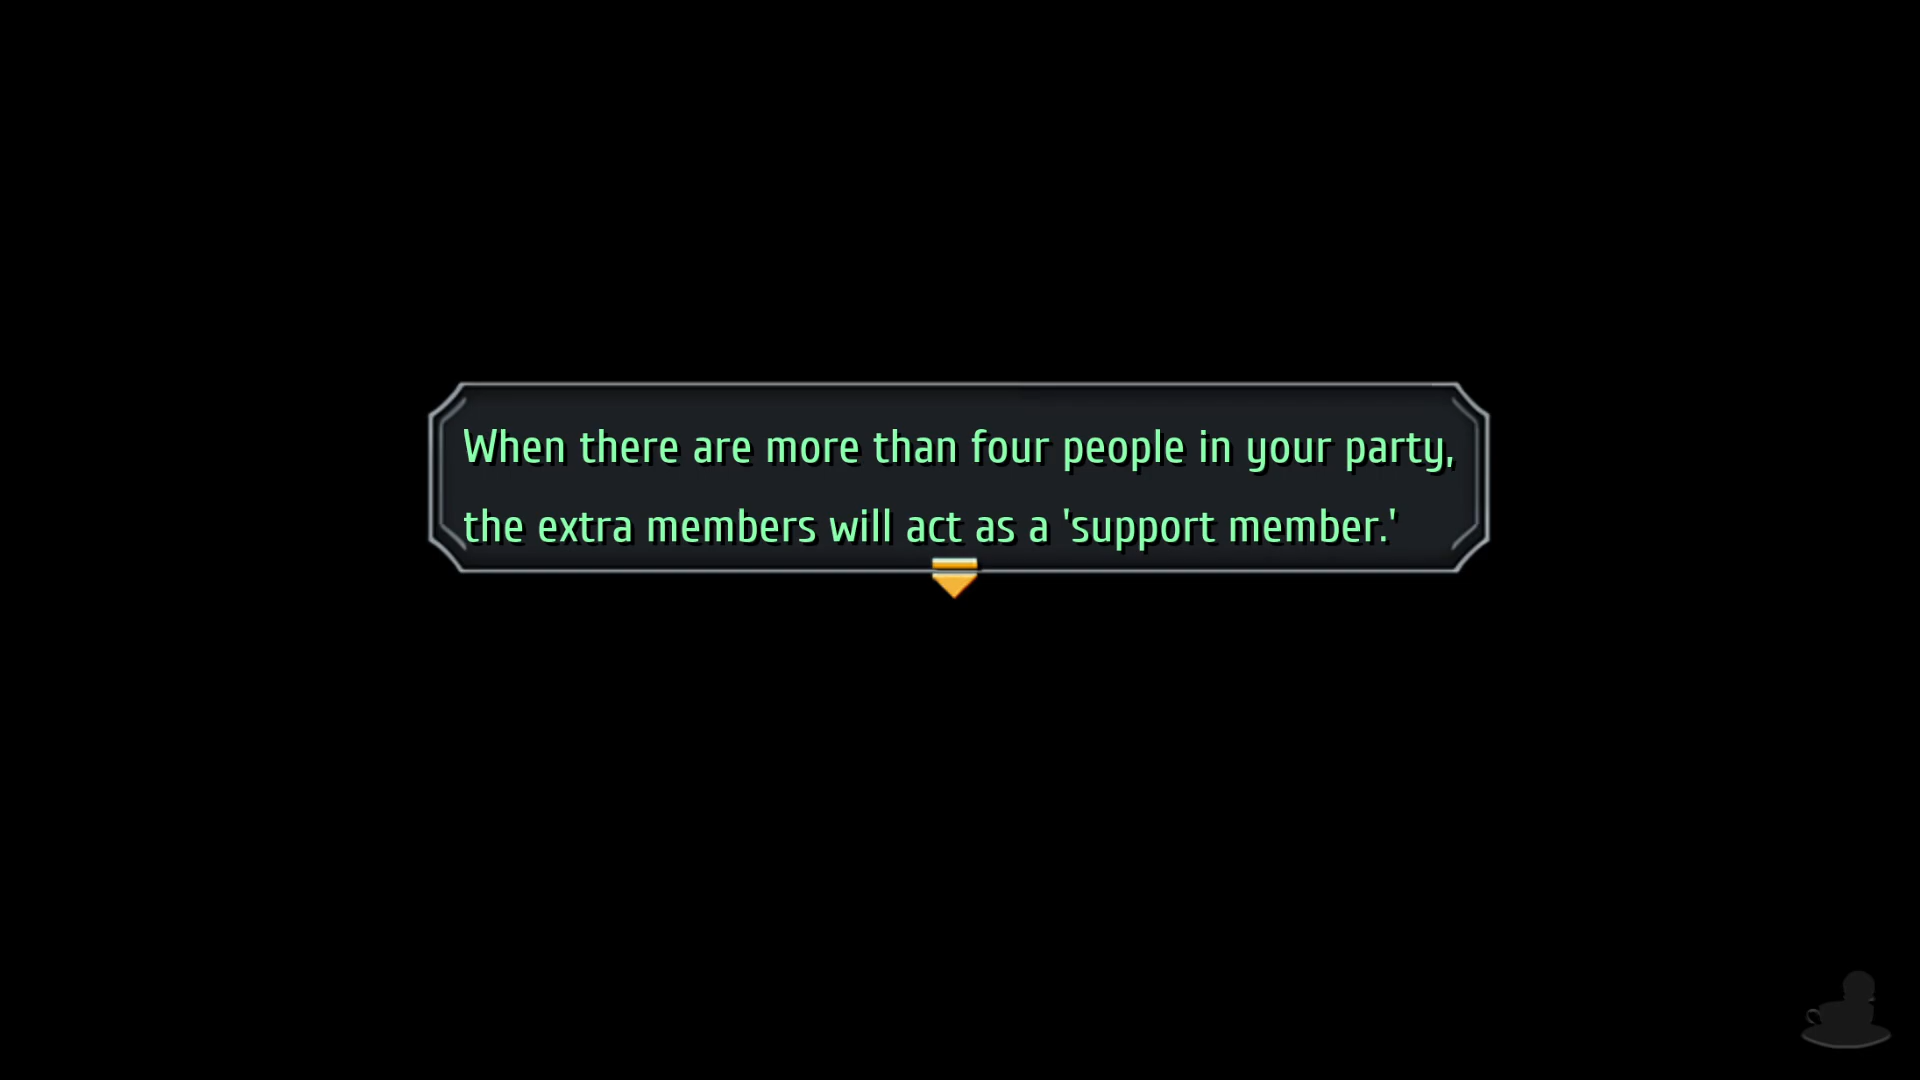 When there are more than four people in your party,
the extra members will act as a 'support member.'